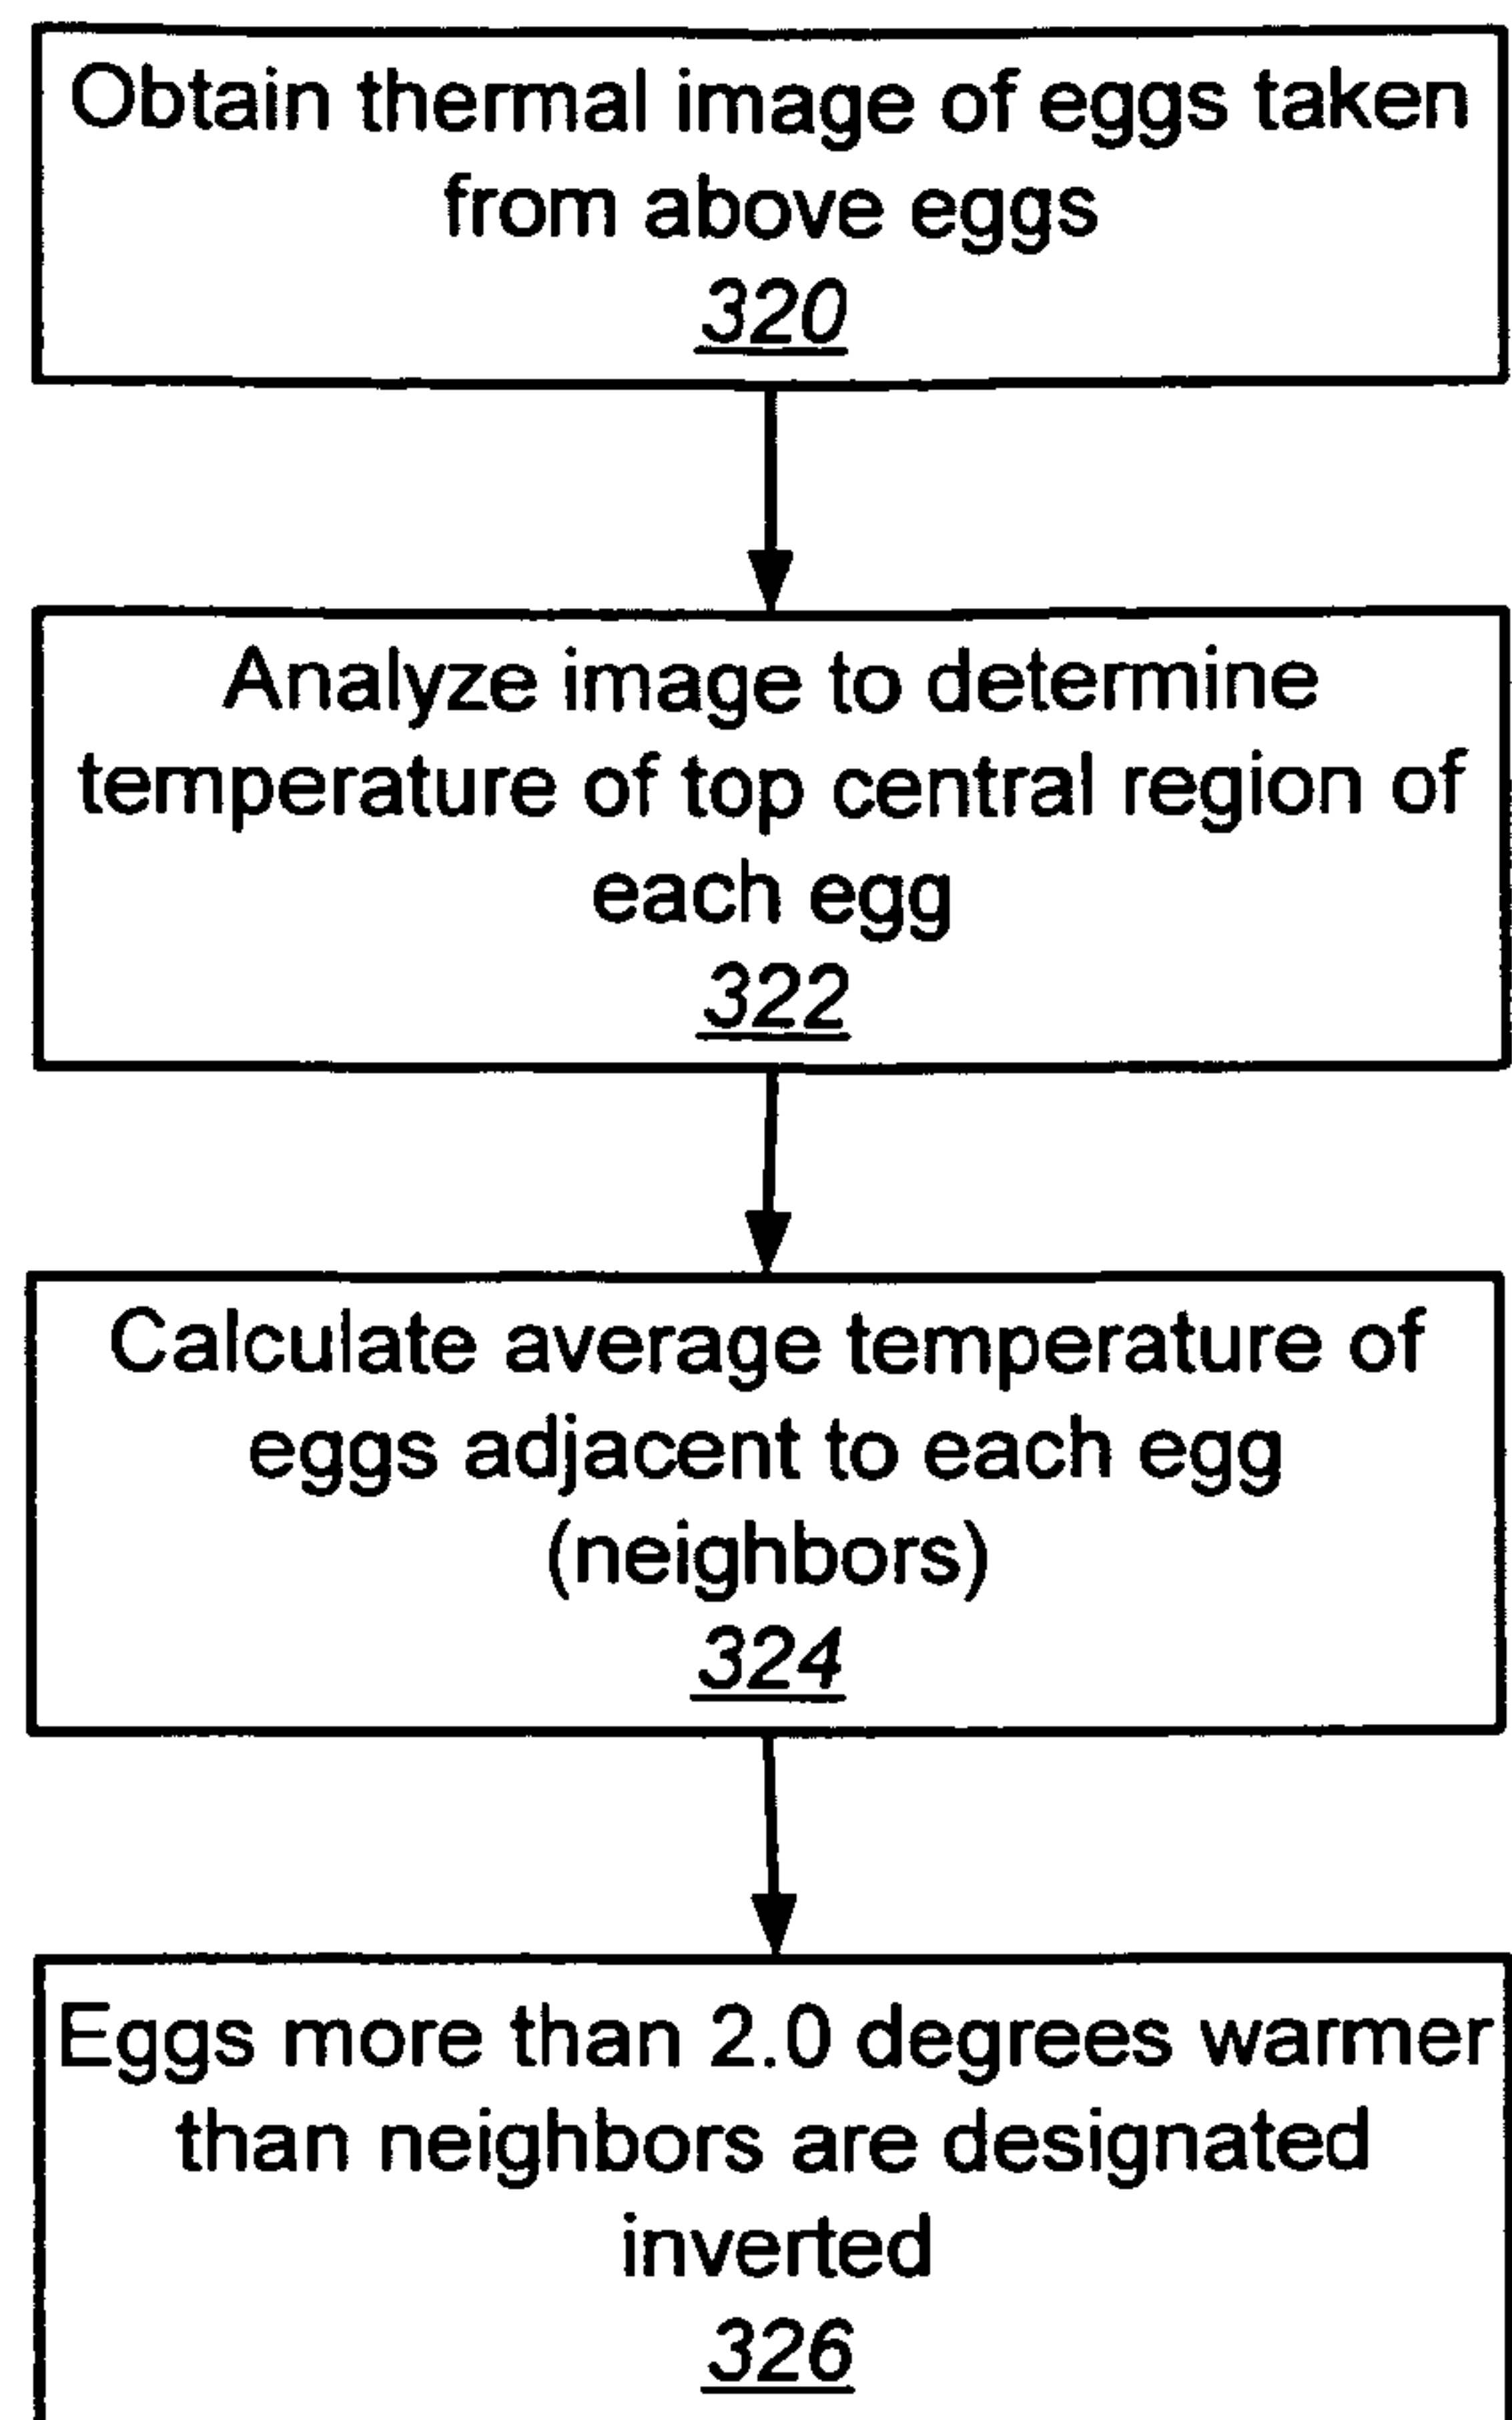 Obtain thermal image of eggs taken
from above eggs
320
Analyze image to determine
temperature of top central region of
each egg
322
Calculate average temperature of
eggs adjacent to each egg
(neighbors)
324
Eggs more than 2.0 degrees warmer
than neighbors are designated
inverted
326